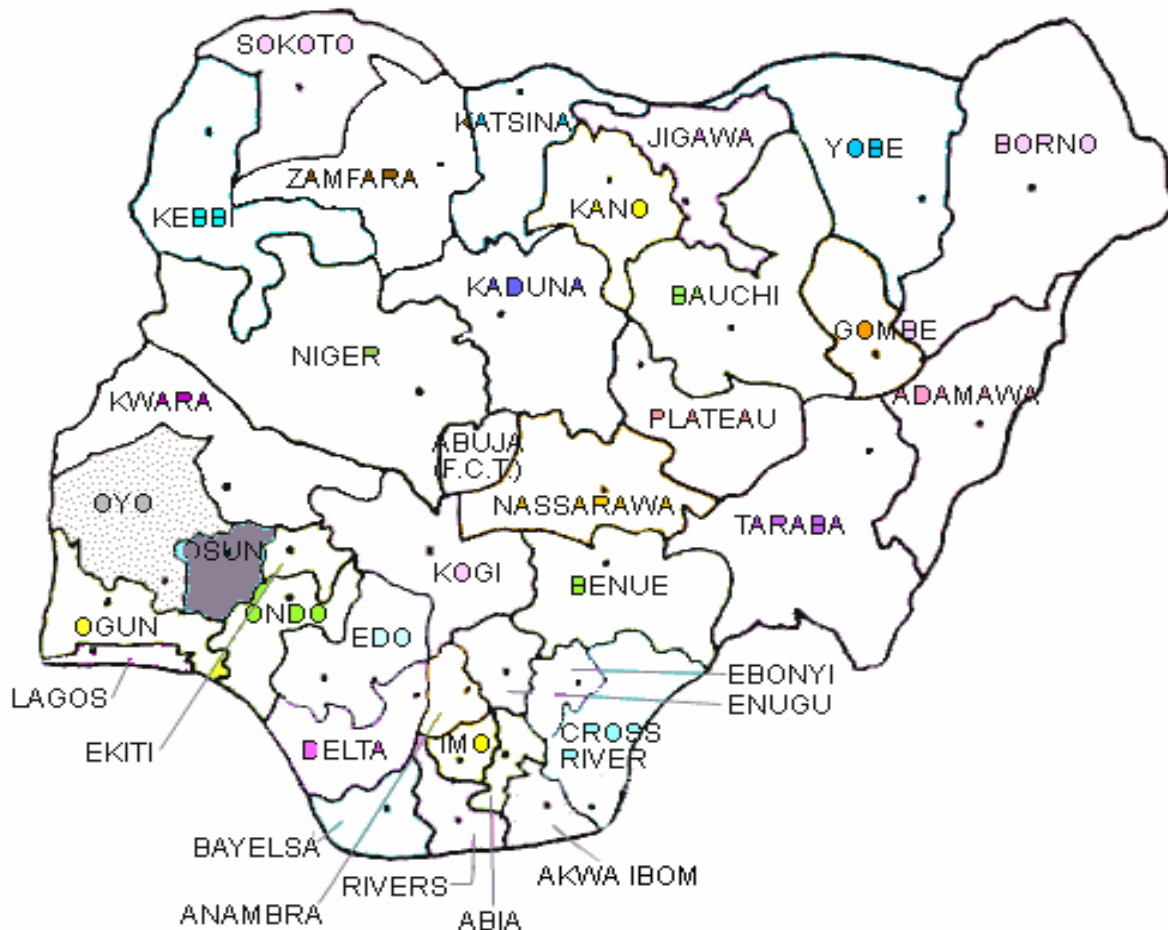 SOKOTO
KATSINA
JIGAWA
YOBE
BORNO
ZAMFARA
KANO
KEBBI
KADUNA
BAUCHI
GOMBE
NIGER
ADAMAWA
KWARA
PLATEAU
ABUJA
(F.C.T.)
OYO
NASSARAWA
TARABA
OSUN
KOGI
BENUE
ONDO
OGUN
EDO
EBONYI
LAGOS
ENUGU
CROSS
RIVER
EKITI
DELTA
IMO
BAYELSA
RIVERS
AKWA IBOM
ANAMBRA
ABIA